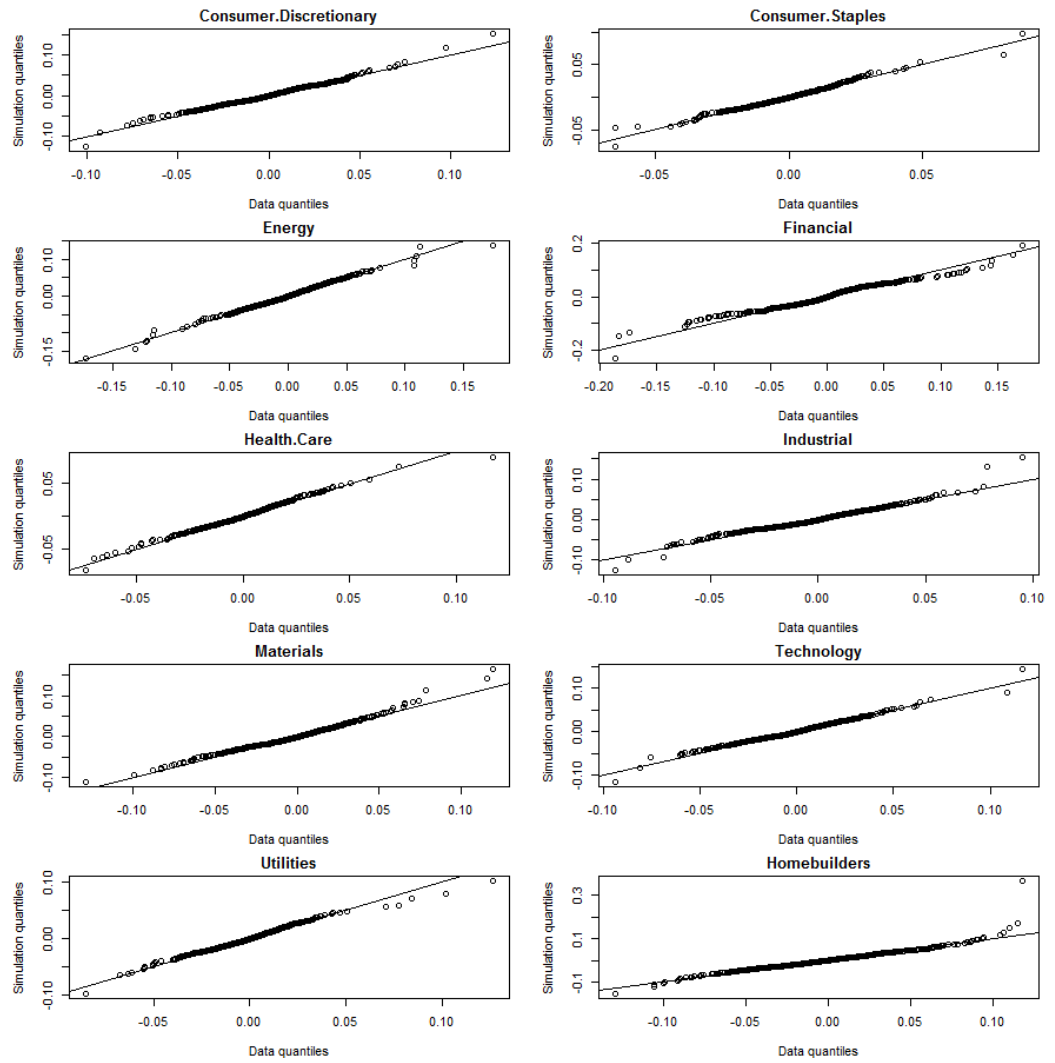 Consumer.Discretionary
Simulation quantiles
0.10
0.00
-0.10
-0.10 -0.05 0.00 0.05 0.10
Data quantiles
Consumer.Staples
Simulation quantiles
0.05
-0.05
-0.05 0.00 0.05
Data quantiles
Energy
Simulation quantiles
0.10
0.00
-0.15
-0.15 -0.10 -0.05 0.00 0.05 0.10 0.15
Data quantiles
Financial
Simulation quantiles
0.2
0.0
-0.2
-0.20 -0.15 -0.10 -0.05 0.00 0.05 0.10 0.15
Data quantiles
Health.Care
Simulation quantiles
0.05
-0.05
-0.05 0.00 0.05 0.10
Data quantiles
Industrial
Simulation quantiles
0.10
0.00
-0.10
-0.10 -0.05 0.00 0.05 0.10
Data quantiles
Materials
Simulation quantiles
0.10
0.00
-0.10
-0.10 -0.05 0.00 0.05 0.10
Data quantiles
Technology
Simulation quantiles
0.10
0.00
-0.10
-0.10 -0.05 0.00 0.05 0.10
Data quantiles
Utilities
Simulation quantiles
0.10
0.00
-0.10
-0.05 0.00 0.05 0.10
Data quantiles
Homebuilders
Simulation quantiles
0.3
0.1
-0.1
-0.10 -0.05 0.00 0.05 0.10
Data quantiles